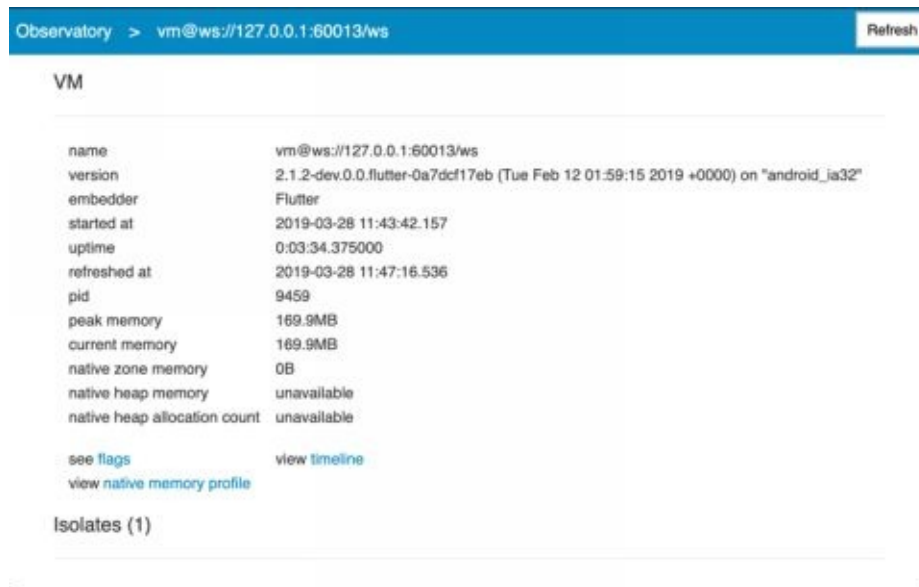 Observatory > vm@ws://127.0.0.1:60013/ws Refresh
VM
name vm@ws://127.0.0.1:60013/ws
version 2.1.2-dev.0.0.flutter-0a7dcf17eb (Tue Feb 12 01:59:15 2019 +0000) on "android_ia32"
embedder Flutter
started at 2019-03-28 11:43:42.157
uptime 0:03:34.375000
refreshed at 2019-03-28 11:47:16.536
pid 9459
peak memory 169.9MB
current memory 169.9MB
native zone memory 0B
native heap memory unavailable
native heap allocation count unavailable
see flags view timeline
view native memory profile
Isolates (1)